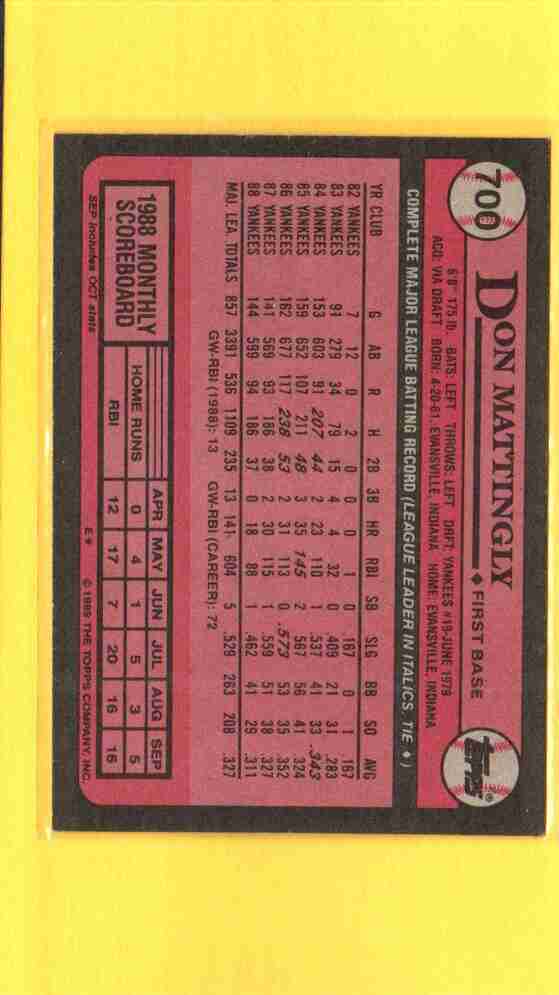 700
DON MATTINGLY ♦ FIRST BASE
Topps®
6'0" 175 lb. BATS: LEFT THROWS: LEFT DRFT: YANKEES #19-JUNE 1979
ACQ: VIA DRAFT BORN: 4-20-61, EVANSVILLE, INDIANA HOME: EVANSVILLE, INDIANA
COMPLETE MAJOR LEAGUE BATTING RECORD (LEAGUE LEADER IN ITALICS, TIE ♦)
YR CLUB G AB R H 2B 3B HR RBI SB SLG BB SO AVG
82 YANKEES 7 12 0 2 0 0 0 1 0 .167 0 1 .167
83 YANKEES 91 279 34 79 15 4 4 32 0 .409 21 31 .283
84 YANKEES 153 603 91 207 44 2 23 110 1 .537 41 33 .343
85 YANKEES 159 652 107 211 48 3 35 145 2 .567 56 41 .324
86 YANKEES 162 677 117 238 53 2 31 113 0 .573 53 35 .352
87 YANKEES 141 569 93 186 38 2 30 115 1 .559 51 38 .327
88 YANKEES 144 599 94 186 37 0 18 88 1 .462 41 29 .311
MAJ. LEA. TOTALS 857 3391 536 1109 235 13 141 604 5 .529 263 208 .327
GW-RBI (1988): 13 GW-RBI (CAREER): 72
1988 MONTHLY
SCOREBOARD
APR MAY JUN JUL AUG SEP
HOME RUNS 0 4 1 5 3 5
RBI 12 17 7 20 16 16
SEP includes OCT stats
E* © 1989 THE TOPPS COMPANY, INC.